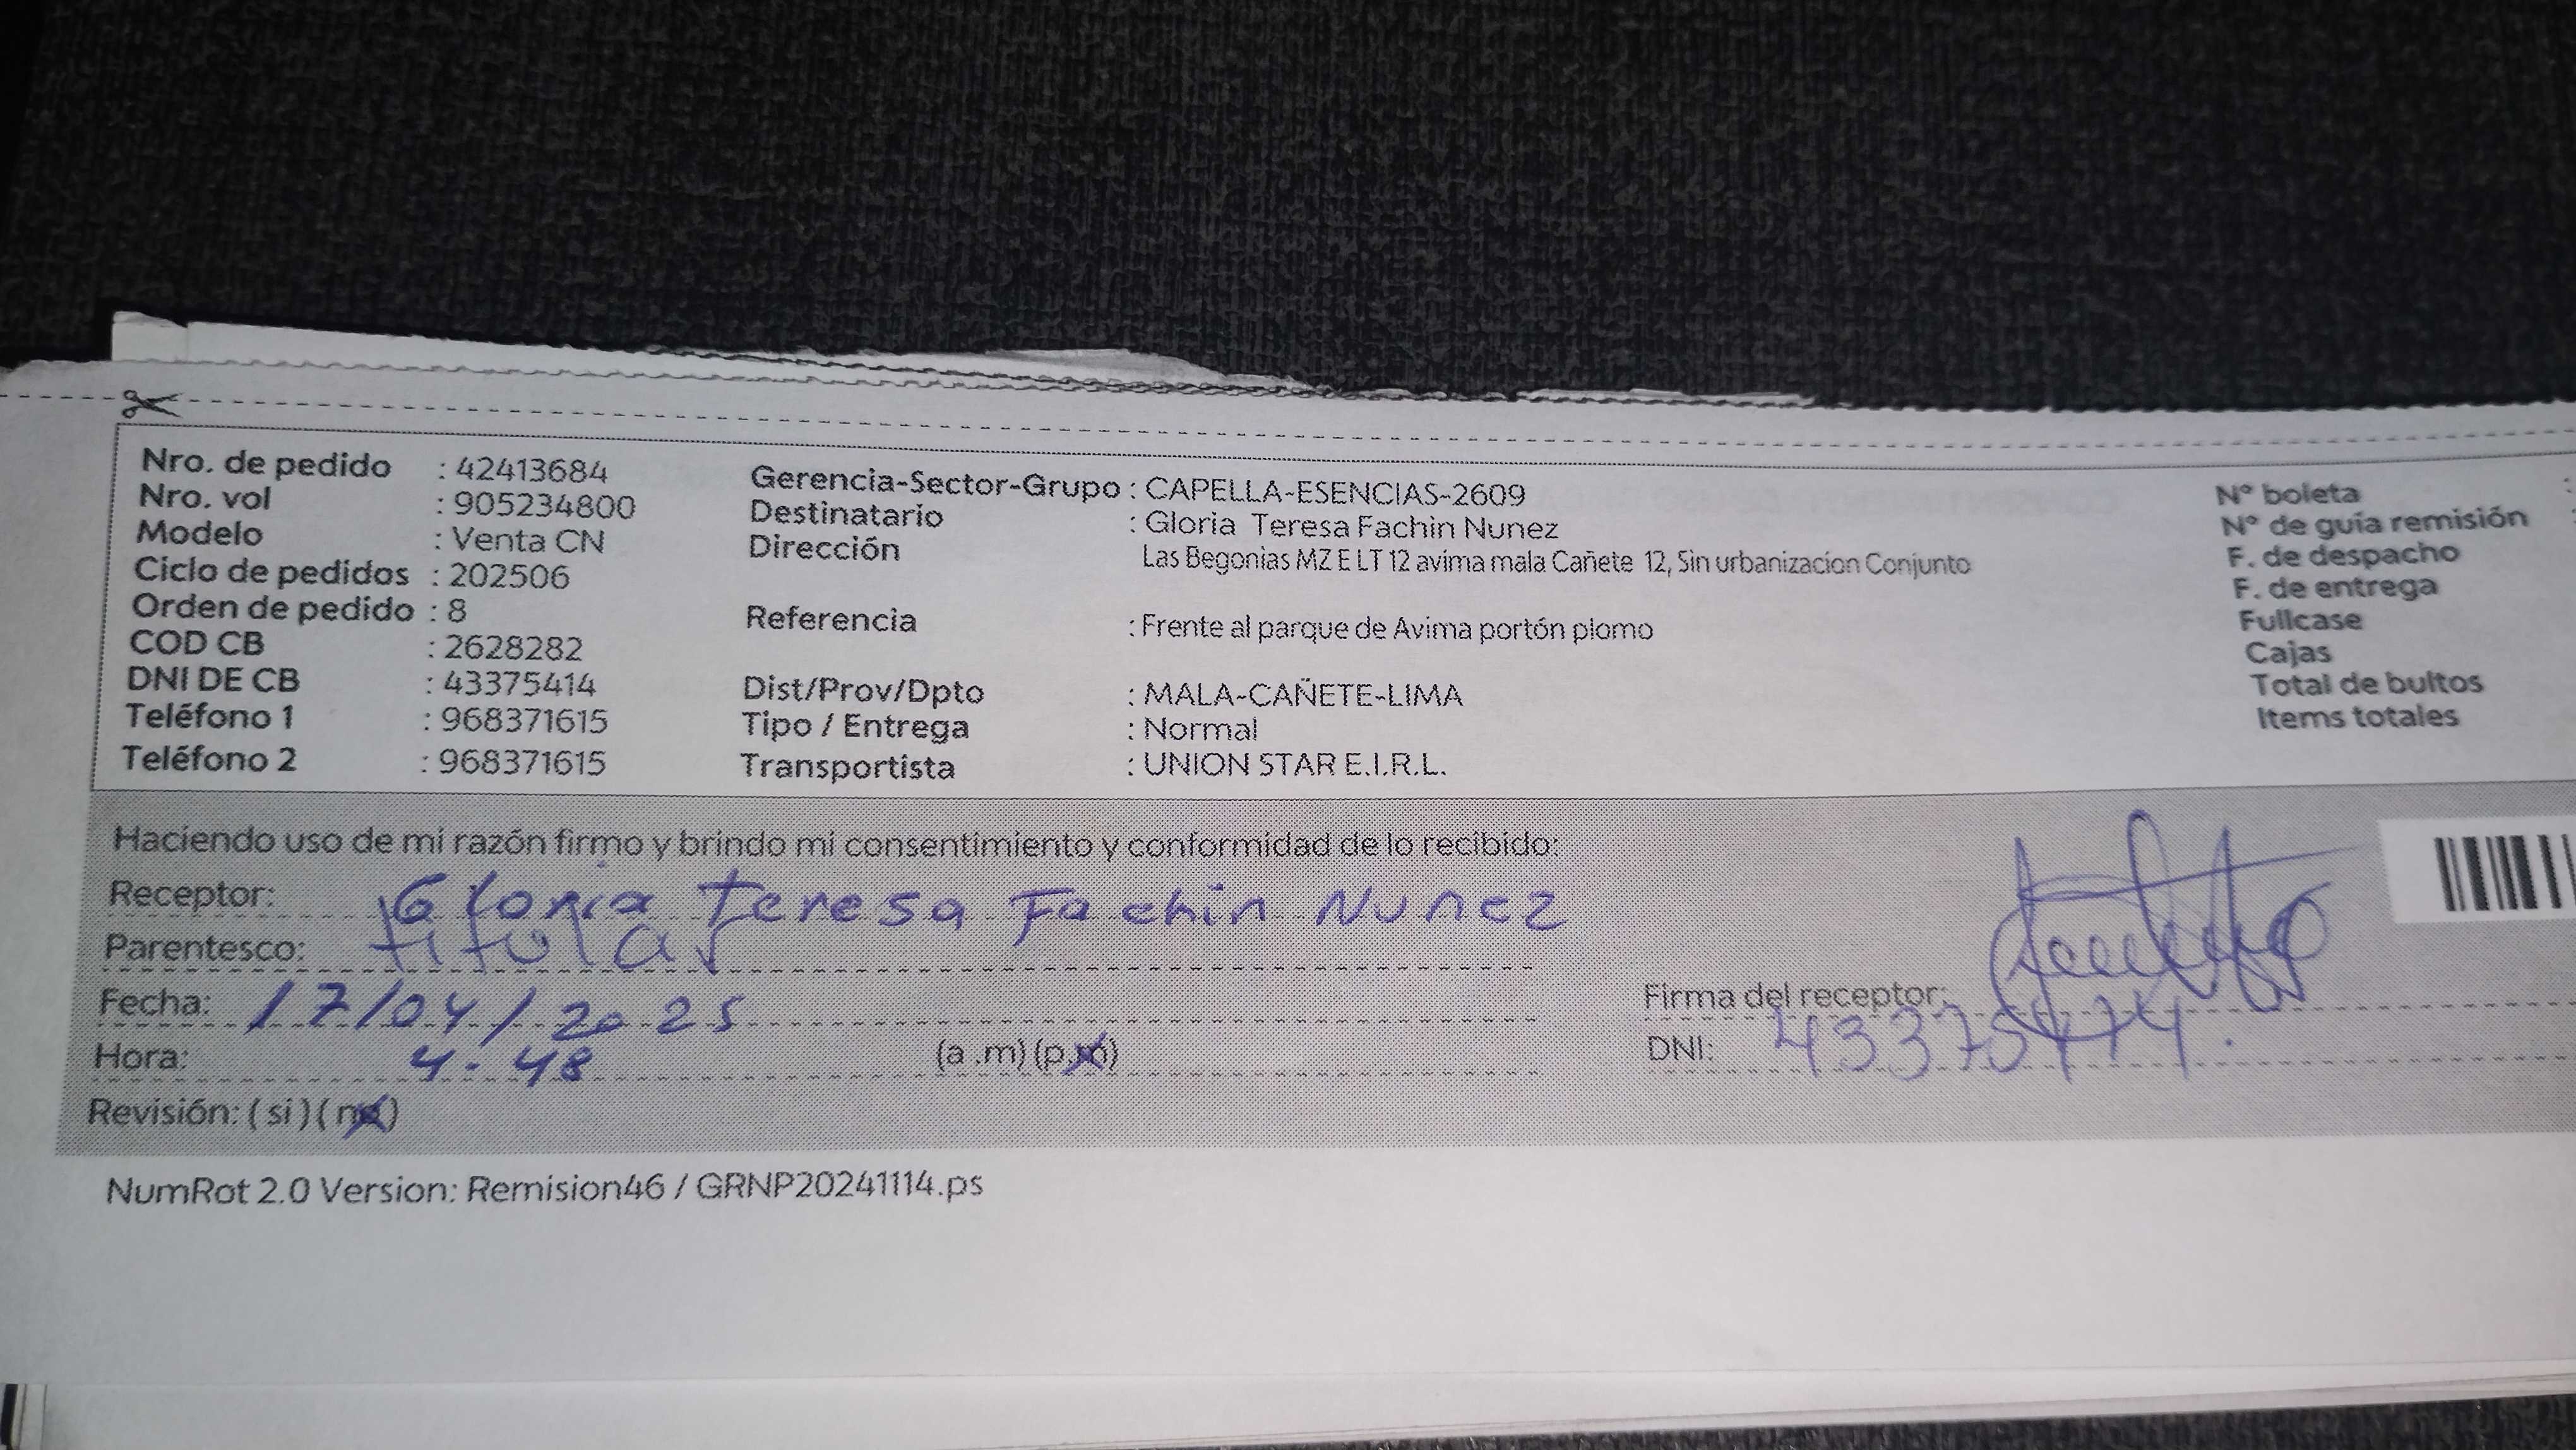 Nro. de pedido : 42413684
Nro. vol : 905234800
Modelo : Venta CN
Ciclo de pedidos : 202506
Orden de pedido : 8
COD CB : 2628282
DNI DE CB : 43375414
Teléfono 1 : 968371615
Teléfono 2 : 968371615
Gerencia-Sector-Grupo : CAPELLA-ESENCIAS-2609
Destinatario : Gloria Teresa Fachin Nunez
Dirección Las Begonias MZ E LT 12 avima mala Cañete 12, Sin urbanizacion Conjunto
Referencia : Frente al parque de Avima portón plomo
Dist/Prov/Dpto : MALA-CAÑETE-LIMA
Tipo / Entrega : Normal
Transportista : UNION STAR E.I.R.L.
N° boleta :
N° de guía remisión :
F. de despacho
F. de entrega
Fullcase
Cajas
Total de bultos
Items totales
Haciendo uso de mi razón firmo y brindo mi consentimiento y conformidad de lo recibido:
Receptor: Gloria Teresa Fachin Nunez
Parentesco: titular
Fecha: 17/04/2025
Hora: 4.48 (a .m) (p.m)
Revisión: ( si ) ( no )
Firma del receptor:
DNI: 43375414.
NumRot 2.0 Version: Remision46 / GRNP20241114.ps